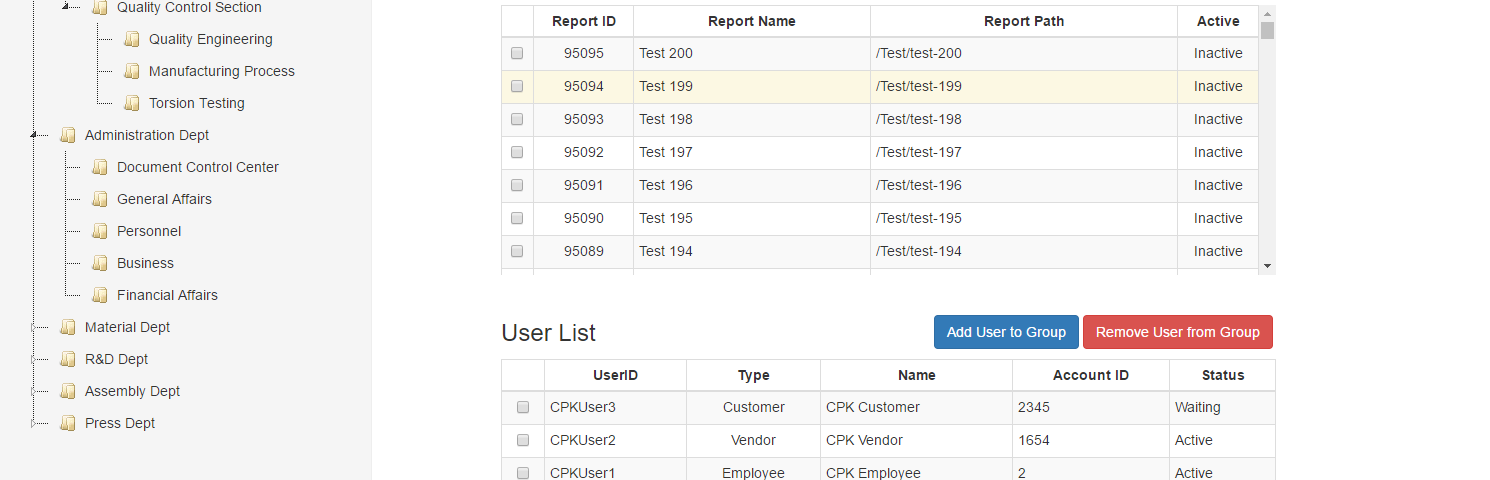 Quality Control Section
Quality Engineering
Manufacturing Process
Torsion Testing
Administration Dept
Document Control Center
General Affairs
Personnel
Business
Financial Affairs
Material Dept
R&D Dept
Assembly Dept
Press Dept
Report ID Report Name Report Path Active
95095 Test 200 /Test/test-200 Inactive
95094 Test 199 /Test/test-199 Inactive
95093 Test 198 /Test/test-198 Inactive
95092 Test 197 /Test/test-197 Inactive
95091 Test 196 /Test/test-196 Inactive
95090 Test 195 /Test/test-195 Inactive
95089 Test 194 /Test/test-194 Inactive
User List Add User to Group Remove User from Group
UserID Type Name Account ID Status
CPKUser3 Customer CPK Customer 2345 Waiting
CPKUser2 Vendor CPK Vendor 1654 Active
CPKUser1 Employee CPK Employee 2 Active